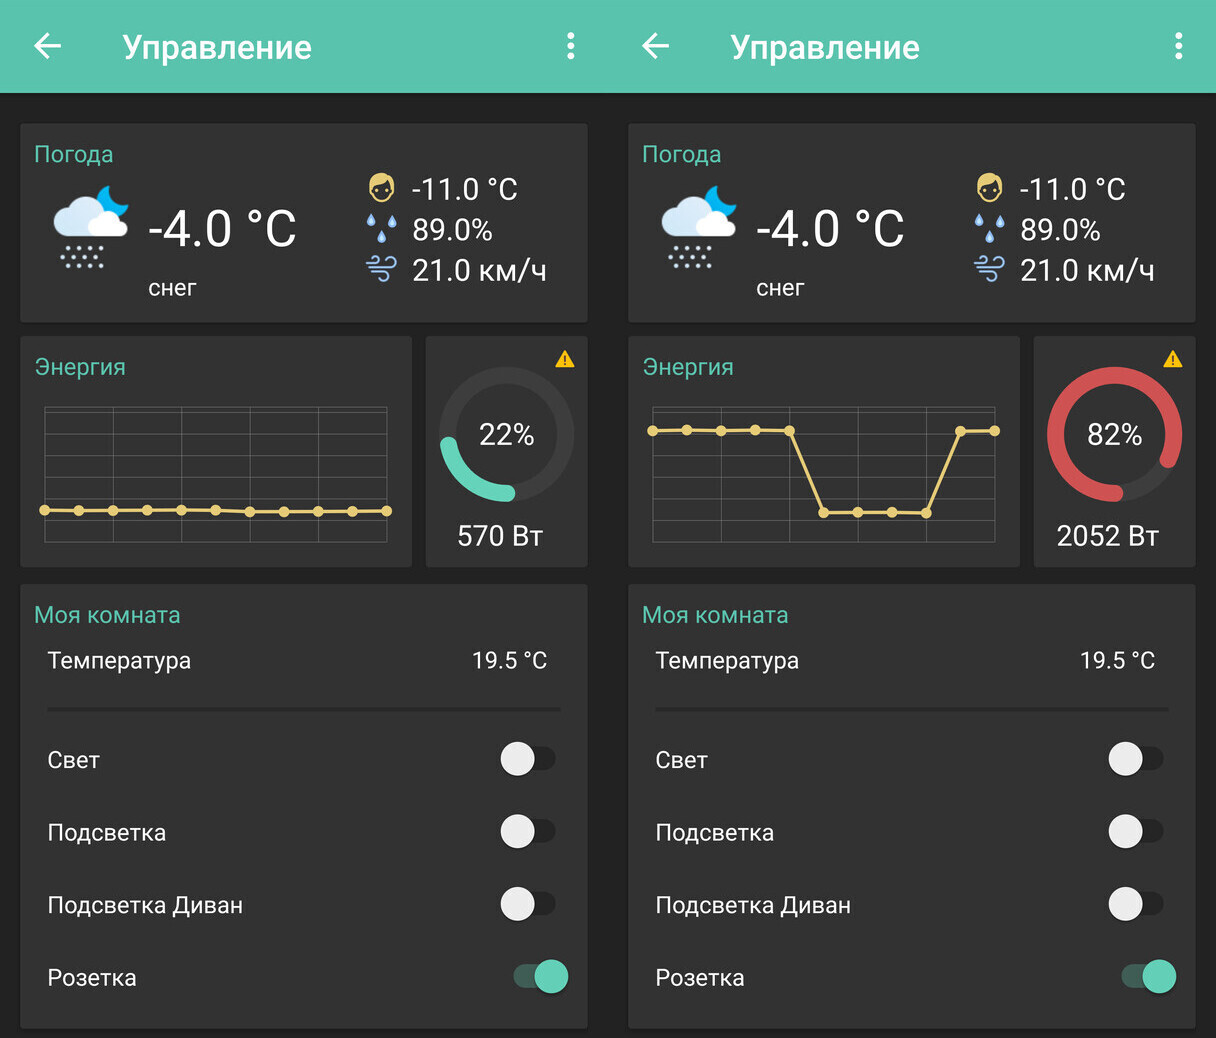 Управление
Погода
-4.0 °C
снег
-11.0 °C
89.0%
21.0 км/ч
Энергия
22%
570 Вт
Моя комната
Температура 19.5 °C
Свет
Подсветка
Подсветка Диван
Розетка
Управление
Погода
-4.0 °C
снег
-11.0 °C
89.0%
21.0 км/ч
Энергия
82%
2052 Вт
Моя комната
Температура 19.5 °C
Свет
Подсветка
Подсветка Диван
Розетка